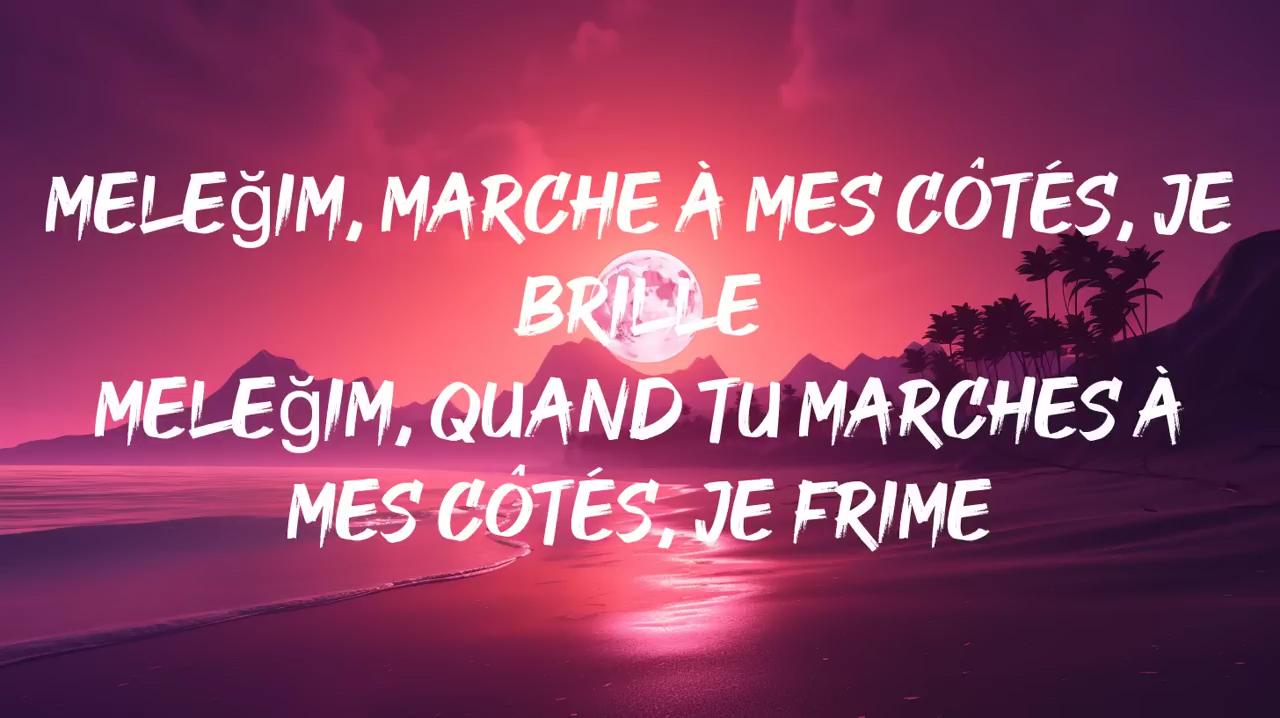 MELEğIM, MARCHE À MES CÔTÉS, JE
BRILLE
MELEğIM, QUAND TU MARCHES À
MES CÔTÉS, JE FRIME